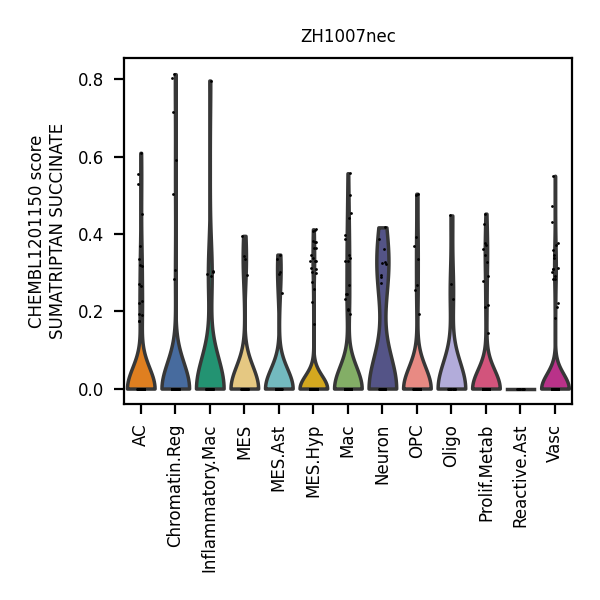 ZH1007nec
CHEMBL1201150 score
SUMATRIPTAN SUCCINATE
0.8
0.6
0.4
0.2
0.0
AC
Chromatin.Reg
Inflammatory.Mac
MES
MES.Ast
MES.Hyp
Mac
Neuron
OPC
Oligo
Prolif.Metab
Reactive.Ast
Vasc